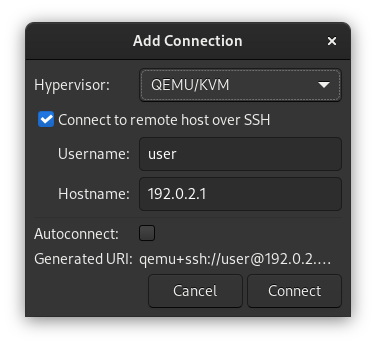 Add Connection ×
Hypervisor: QEMU/KVM
Connect to remote host over SSH
Username: user
Hostname: 192.0.2.1
Autoconnect:
Generated URI: qemu+ssh://user@192.0.2....
Cancel Connect